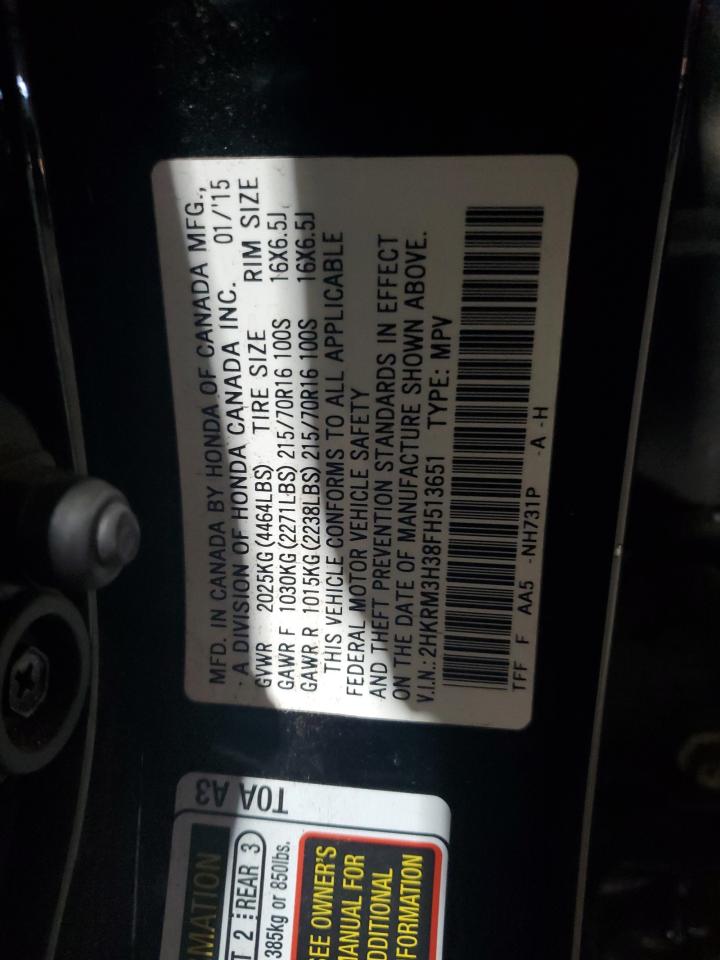 MFD. IN CANADA BY HONDA OF CANADA MFG.,
A DIVISION OF HONDA CANADA INC. 01/'15
GVWR 2025KG (4464LBS) TIRE SIZE RIM SIZE
GAWR F 1030KG (2271LBS) 215/70R16 100S 16X6.5J
GAWR R 1015KG (2238LBS) 215/70R16 100S 16X6.5J
THIS VEHICLE CONFORMS TO ALL APPLICABLE
FEDERAL MOTOR VEHICLE SAFETY
AND THEFT PREVENTION STANDARDS IN EFFECT
ON THE DATE OF MANUFACTURE SHOWN ABOVE.
V.I.N.: 2HKRM3H38FH513651 TYPE: MPV
TFF F AA5 -NH731P -A -H
T0A A3
MATION
T 2 REAR 3
385kg or 850lbs.
EE OWNER'S
ANUAL FOR
DDITIONAL
FORMATION